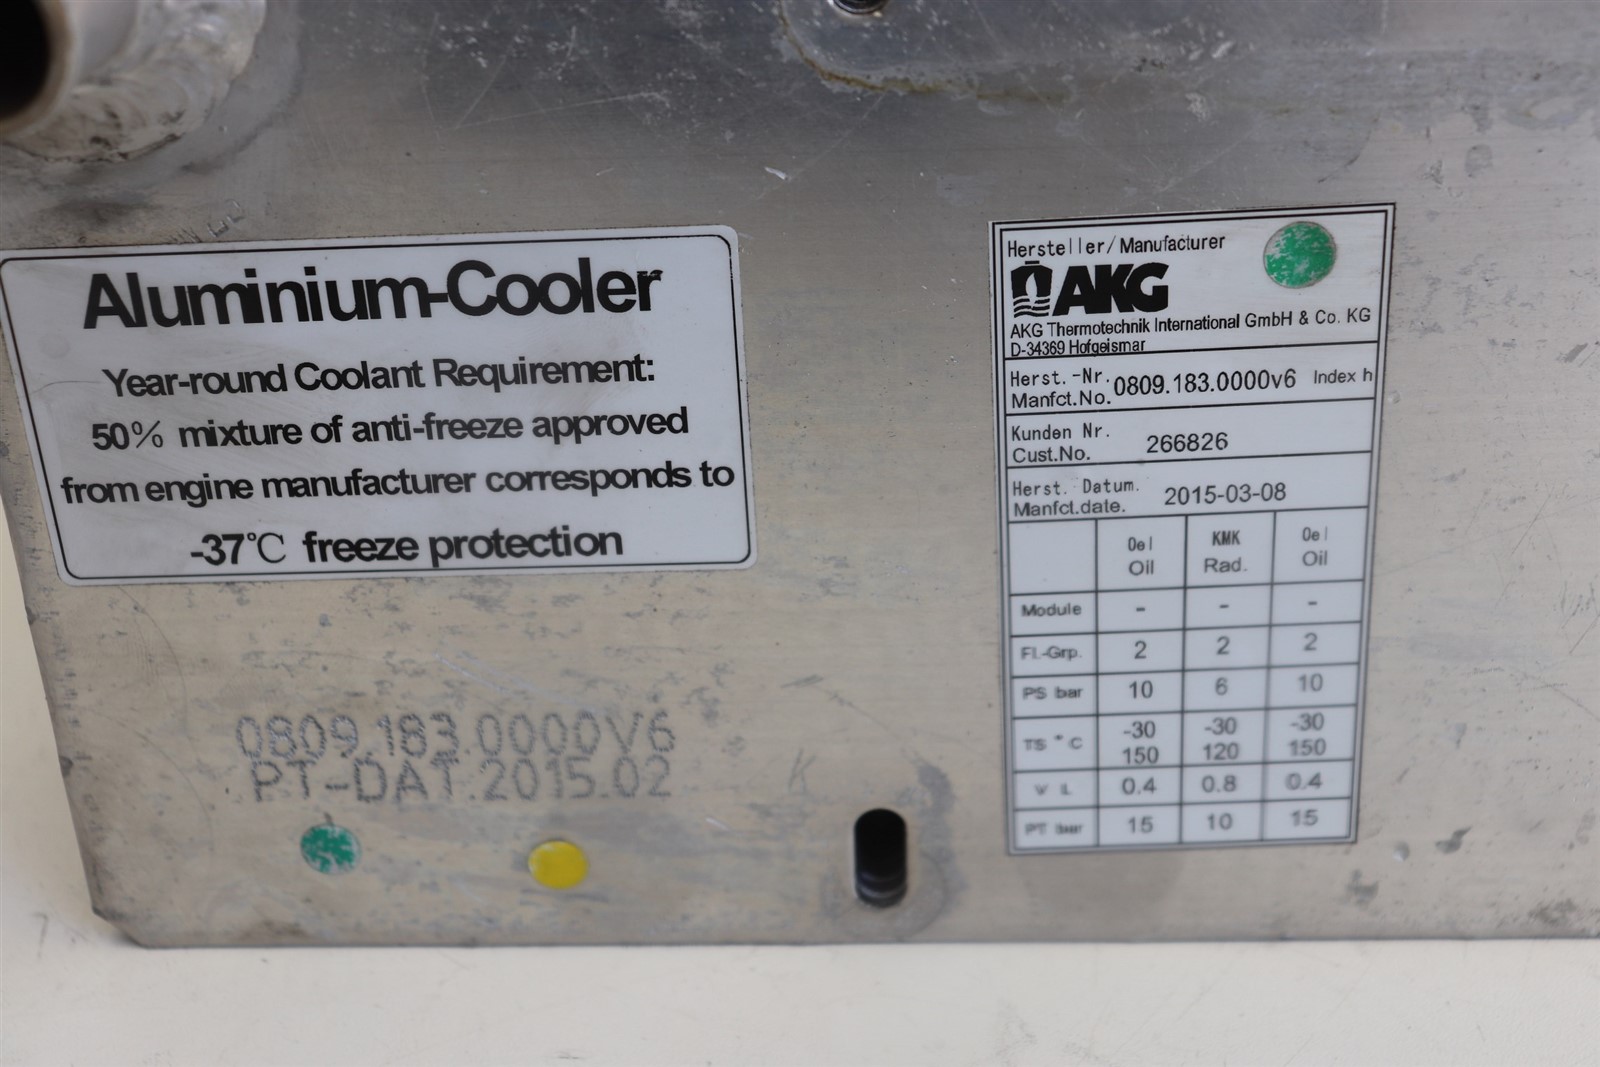 Aluminium-Cooler
Year-round Coolant Requirement:
50% mixture of anti-freeze approved
from engine manufacturer corresponds to
-37°C freeze protection
0809.183.0000V6
PT-DAT.2015.02
K
Hersteller/Manufacturer
AKG
AKG Thermotechnik International GmbH & Co. KG
D-34369 Hofgeismar
Herst.-Nr. 0809.183.0000v6 Index h
Manfct.No.
Kunden Nr. 266826
Cust.No.
Herst. Datum. 2015-03-08
Manfct.date.
Oel KMK Oel
Oil Rad. Oil
Module - - -
Fl.-Grp. 2 2 2
PS bar 10 6 10
TS °C -30 -30 -30
150 120 150
V L 0.4 0.8 0.4
PT bar 15 10 15